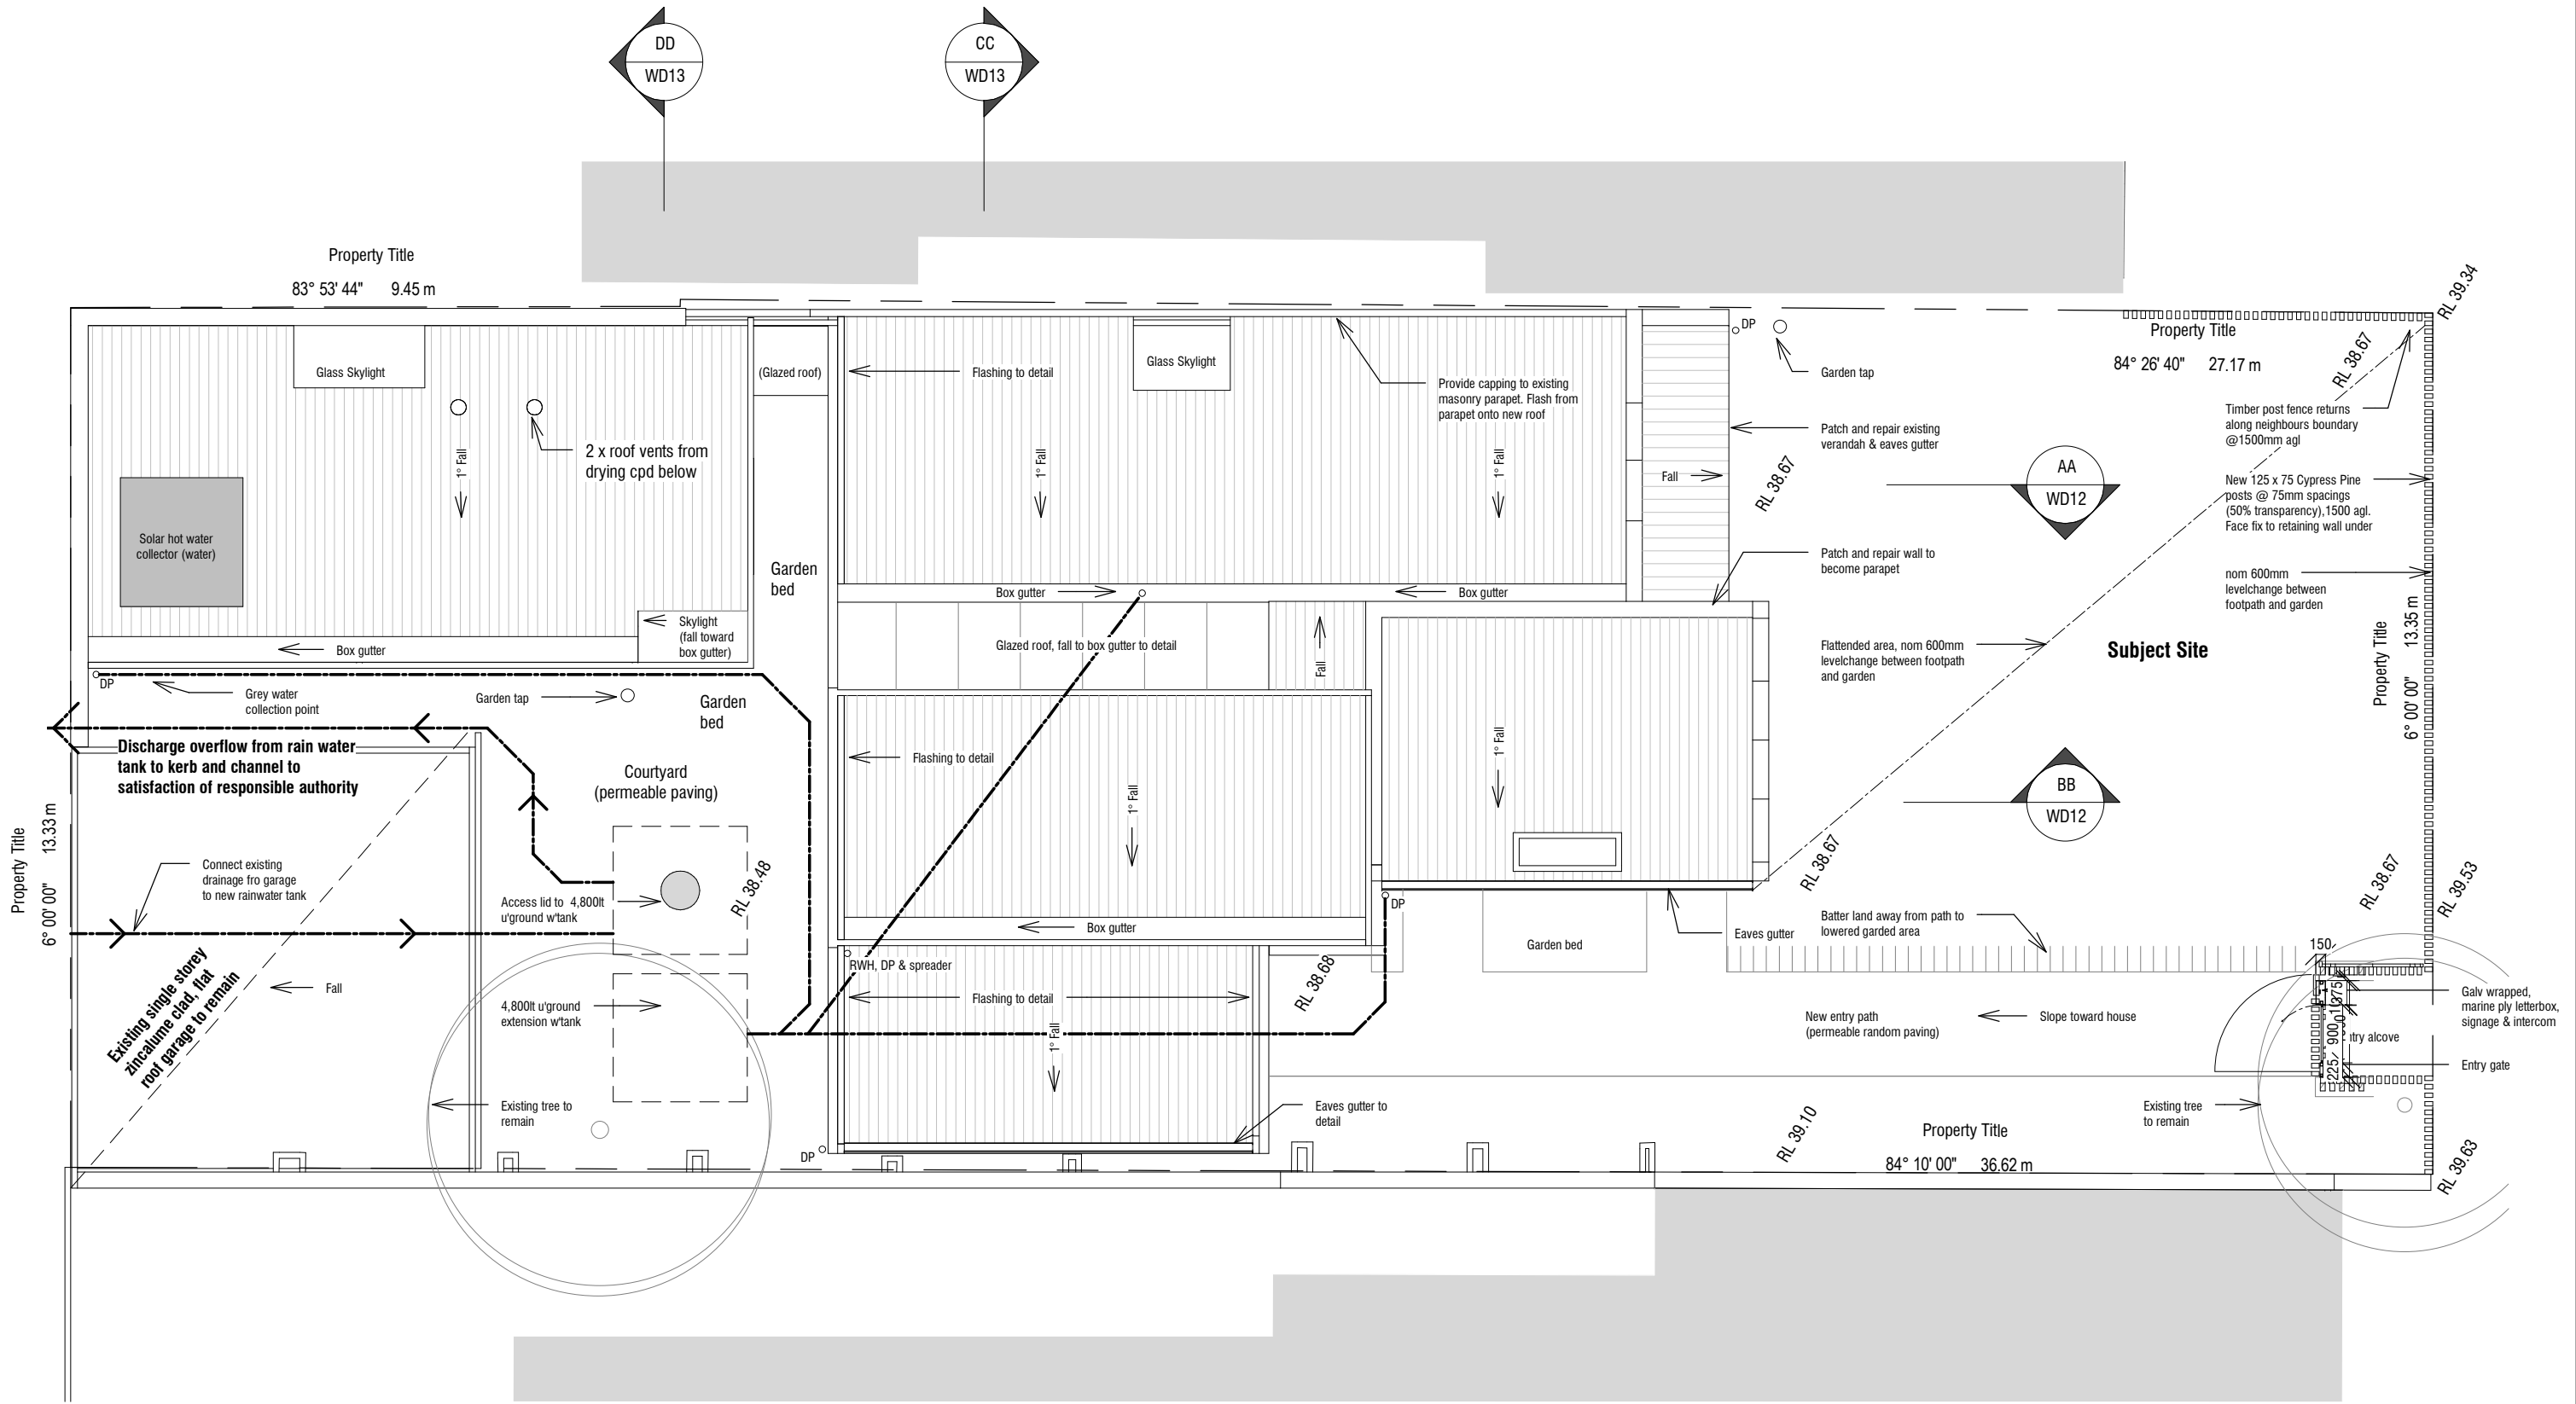 DD
WD13
CC
WD13
Property Title
83° 53' 44" 9.45 m
RL 39.34
Property Title
84° 26' 40" 27.17 m
RL 38.67
DP
Garden tap
Glass Skylight
(Glazed roof)
Flashing to detail
Glass Skylight
Provide capping to existing
masonry parapet. Flash from
parapet onto new roof
Timber post fence returns
along neighbours boundary
@1500mm agl
Patch and repair existing
verandah & eaves gutter
2 x roof vents from
drying cpd below
1° Fall
1° Fall
1° Fall
Fall
RL 38.67
AA
WD12
New 125 x 75 Cypress Pine
posts @ 75mm spacings
(50% transparency),1500 agl.
Face fix to retaining wall under
Solar hot water
collector (water)
Garden
bed
Patch and repair wall to
become parapet
nom 600mm
levelchange between
footpath and garden
Box gutter
Box gutter
Skylight
(fall toward
box gutter)
Box gutter
Glazed roof, fall to box gutter to detail
Fall
Flattended area, nom 600mm
levelchange between footpath
and garden
Subject Site
Property Title
6° 00' 00" 13.35 m
DP
Grey water
collection point
Garden tap
Garden
bed
Discharge overflow from rain water
tank to kerb and channel to
satisfaction of responsible authority
Courtyard
(permeable paving)
Flashing to detail
1° Fall
1° Fall
BB
WD12
Property Title
6° 00' 00" 13.33 m
Connect existing
drainage fro garage
to new rainwater tank
Access lid to 4,800lt
u'ground w'tank
RL 38.48
RL 38.67
RL 38.67
RL 39.53
DP
Box gutter
Garden bed
Eaves gutter
Batter land away from path to
lowered garded area
150
Existing single storey
zincalume clad, flat
roof garage to remain
Fall
4,800lt u'ground
extension w'tank
RWH, DP & spreader
Flashing to detail
1° Fall
RL 38.68
New entry path
(permeable random paving)
Slope toward house
375
900
225
Galv wrapped,
marine ply letterbox,
signage & intercom
try alcove
Entry gate
Existing tree to
remain
Eaves gutter to
detail
Existing tree
to remain
DP
RL 39.10
Property Title
84° 10' 00" 36.62 m
RL 39.63